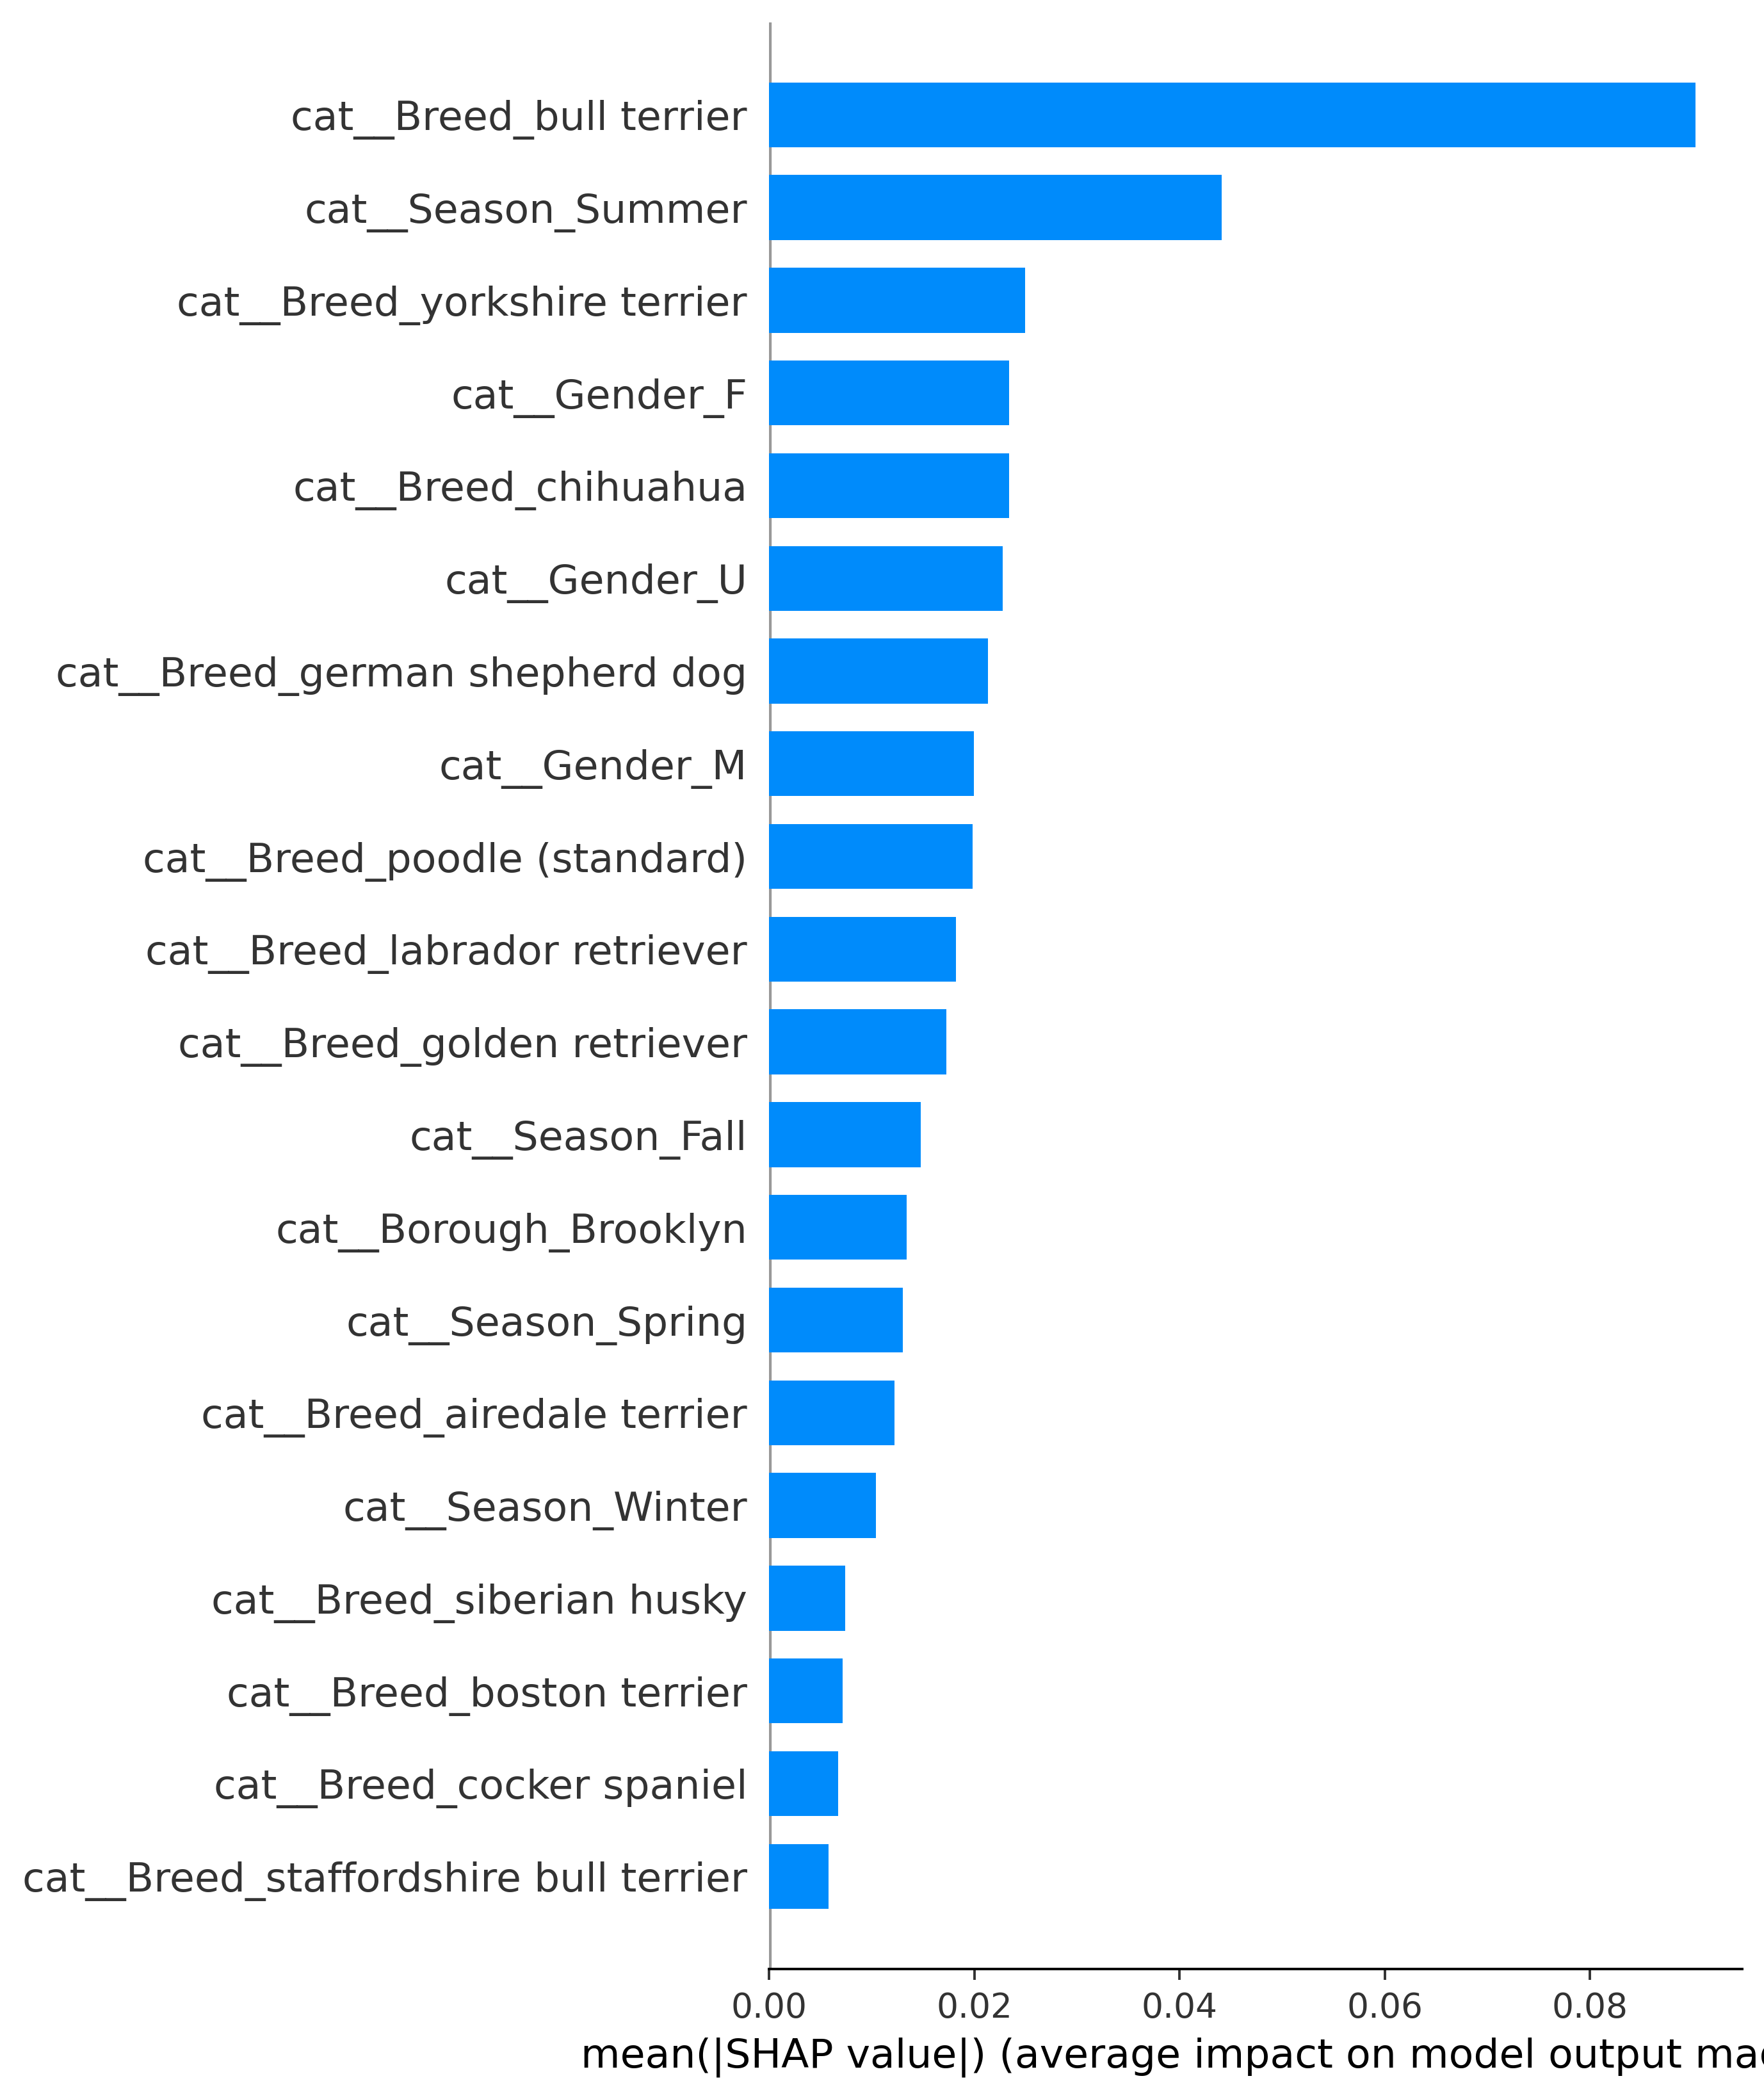 cat__Breed_bull terrier
cat__Season_Summer
cat__Breed_yorkshire terrier
cat__Gender_F
cat__Breed_chihuahua
cat__Gender_U
cat__Breed_german shepherd dog
cat__Gender_M
cat__Breed_poodle (standard)
cat__Breed_labrador retriever
cat__Breed_golden retriever
cat__Season_Fall
cat__Borough_Brooklyn
cat__Season_Spring
cat__Breed_airedale terrier
cat__Season_Winter
cat__Breed_siberian husky
cat__Breed_boston terrier
cat__Breed_cocker spaniel
cat__Breed_staffordshire bull terrier
0.00 0.02 0.04 0.06 0.08
mean(|SHAP value|) (average impact on model output